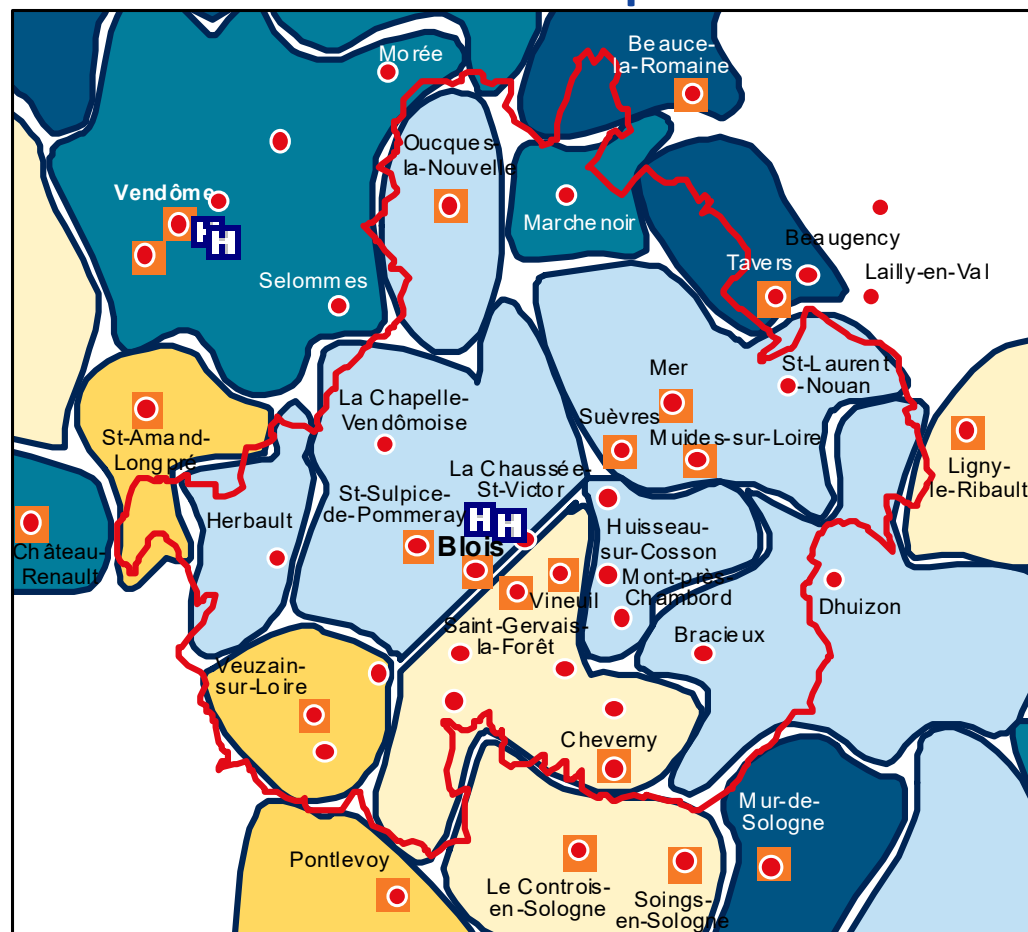 Morée
Beauce-
la-Romaine
Oucques-
la-Nouvelle
Vendôme
H
H
Marchenoir
Beaugency
Tavers
Lailly-en-Val
Selommes
Mer
St-Laurent
-Nouan
La Chapelle-
Vendômoise
Suèvres
Muides-sur-Loire
St-Amand-
Longpré
La Chaussée-
St-Victor
Ligny-
le-Ribault
St-Sulpice-
de-Pommeray
H
H
Herbault
Huisseau-
sur-Cosson
Château-
Renault
Blois
Mont-près-
Chambord
Vineuil
Dhuizon
Saint-Gervais-
la-Forêt
Bracieux
Veuzain-
sur-Loire
Cheverny
Mur-de-
Sologne
Pontlevoy
Le Controis-
en-Sologne
Soings-
en-Sologne